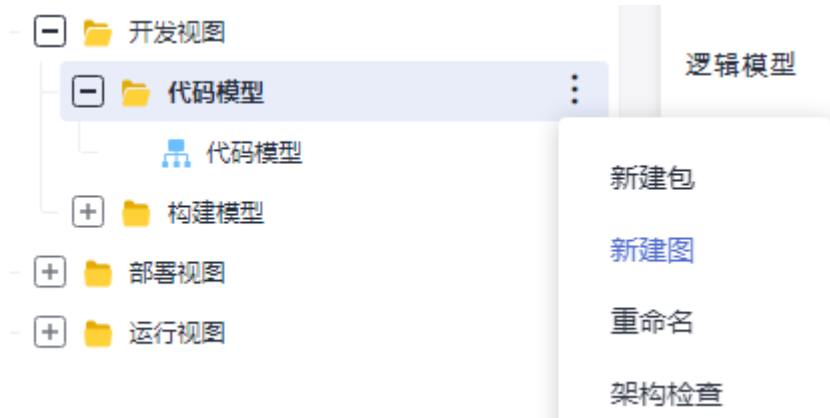 开发视图
代码模型
代码模型
构建模型
部署视图
运行视图
逻辑模型
新建包
新建图
重命名
架构检查